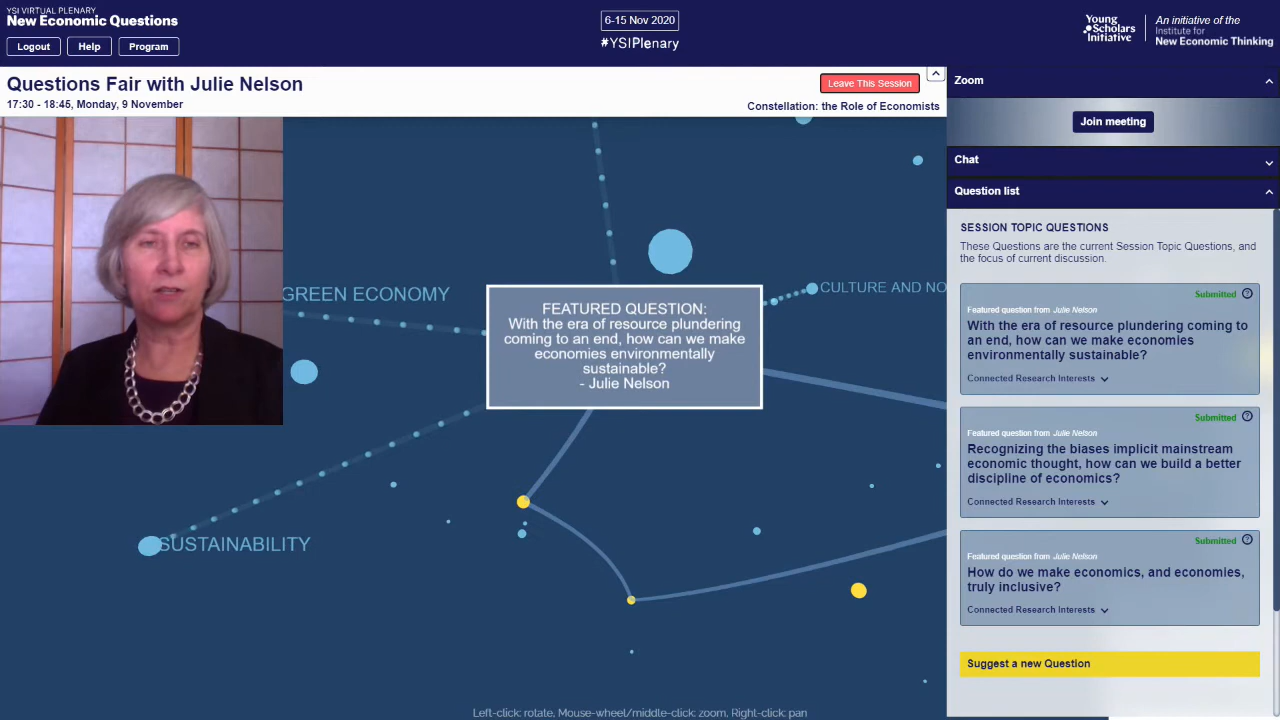 YSI VIRTUAL PLENARY
New Economic Questions
Logout
Help
Program
6-15 Nov 2020
#YSIPlenary
Young
Scholars
Initiative
An initiative of the
Institute for
New Economic Thinking
Questions Fair with Julie Nelson
17:30 - 18:45, Monday, 9 November
Leave This Session
Constellation: the Role of Economists
GREEN ECONOMY
CULTURE AND NO
FEATURED QUESTION:
With the era of resource plundering
coming to an end, how can we make
economies environmentally
sustainable?
- Julie Nelson
SUSTAINABILITY
Left-click: rotate, Mouse-wheel/middle-click: zoom, Right-click: pan
Zoom
Join meeting
Chat
Question list
SESSION TOPIC QUESTIONS
These Questions are the current Session Topic Questions, and
the focus of current discussion.
Submitted ?
Featured question from Julie Nelson
With the era of resource plundering coming to
an end, how can we make economies
environmentally sustainable?
Connected Research Interests
Submitted ?
Featured question from Julie Nelson
Recognizing the biases implicit mainstream
economic thought, how can we build a better
discipline of economics?
Connected Research Interests
Submitted ?
Featured question from Julie Nelson
How do we make economics, and economies,
truly inclusive?
Connected Research Interests
Suggest a new Question